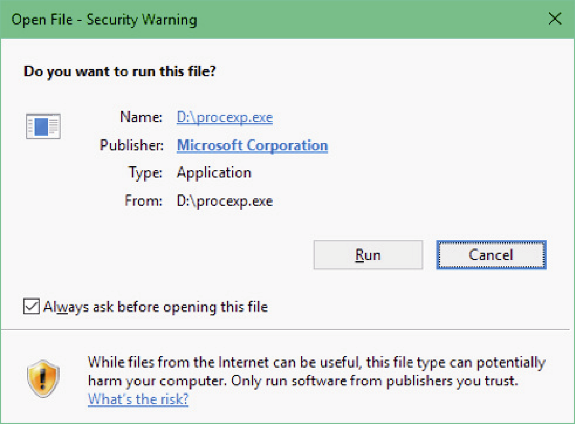 Open File - Security Warning
Do you want to run this file?
Name: D:\procexp.exe
Publisher: Microsoft Corporation
Type: Application
From: D:\procexp.exe
Run Cancel
Always ask before opening this file
While files from the Internet can be useful, this file type can potentially
harm your computer. Only run software from publishers you trust.
What's the risk?